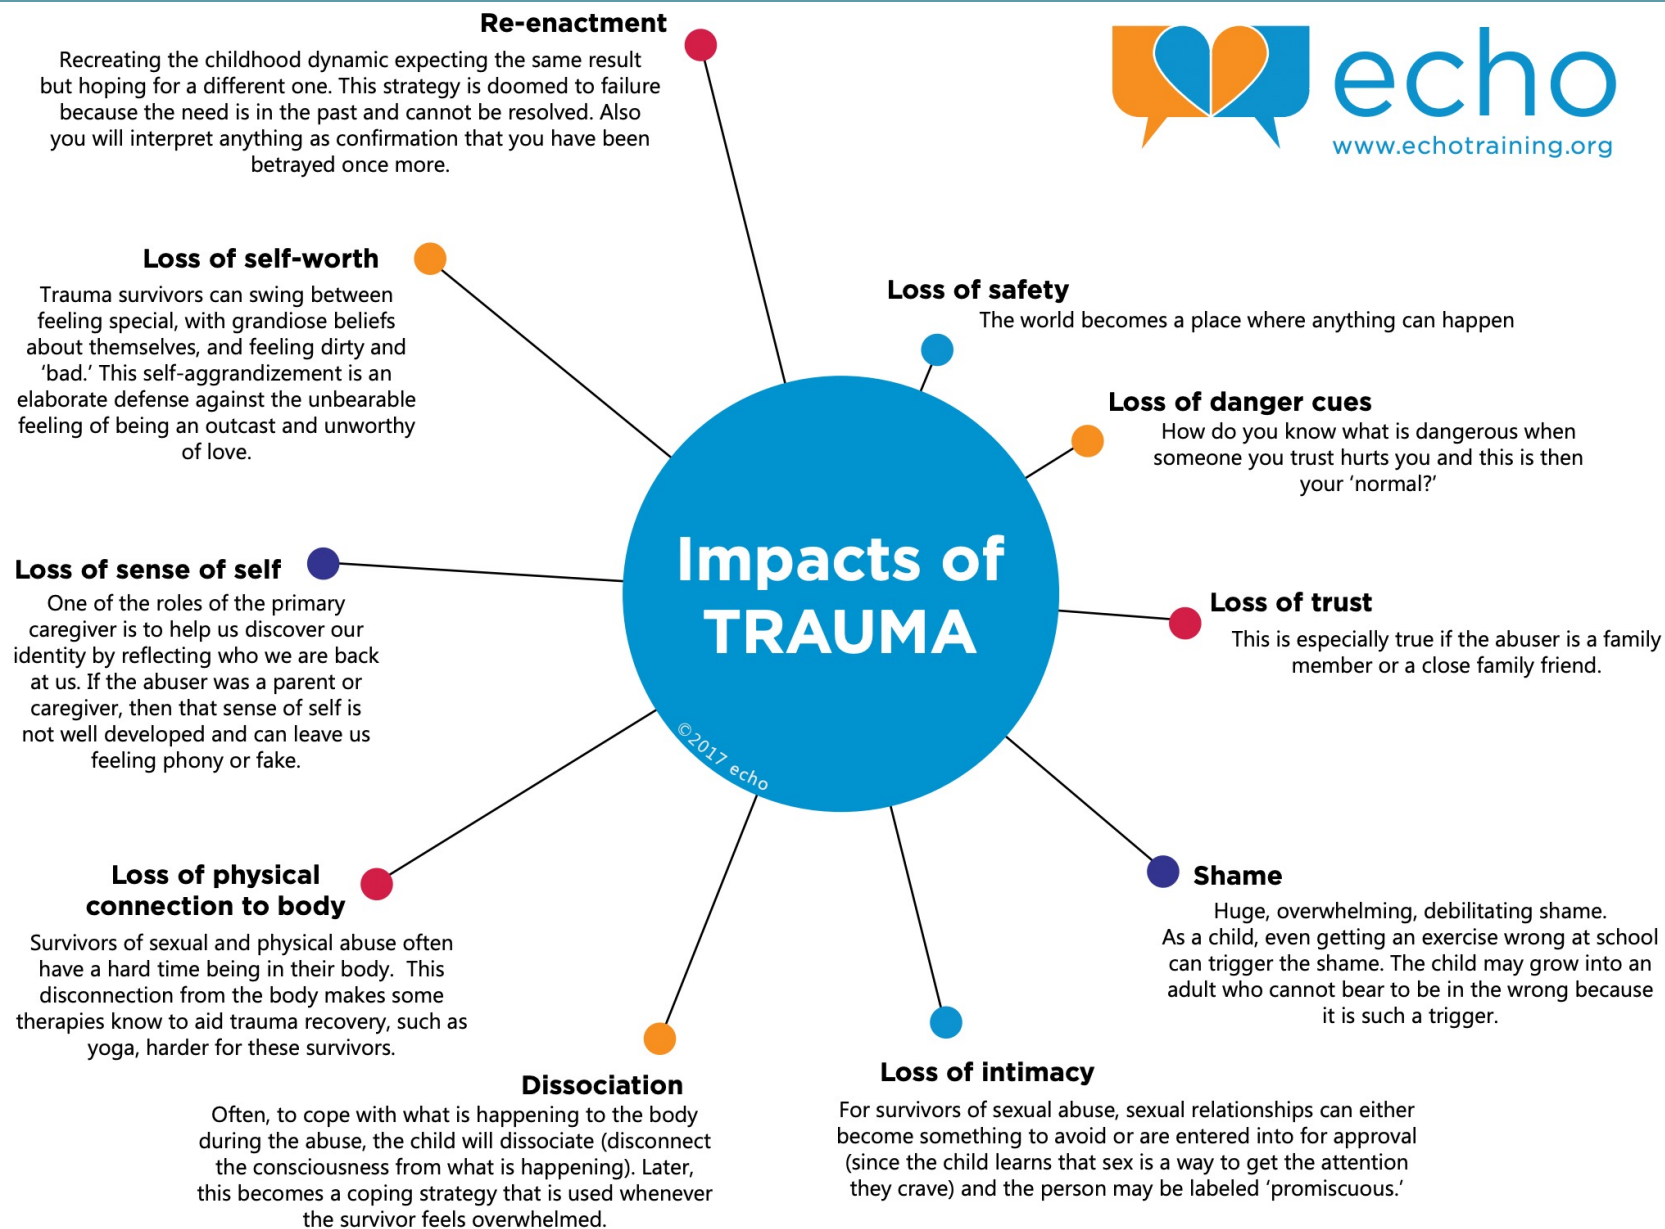 Re-enactment
Recreating the childhood dynamic expecting the same result
but hoping for a different one. This strategy is doomed to failure
because the need is in the past and cannot be resolved. Also
you will interpret anything as confirmation that you have been
betrayed once more.
echo
www.echotraining.org
Loss of self-worth
Trauma survivors can swing between
feeling special, with grandiose beliefs
about themselves, and feeling dirty and
‘bad.’ This self-aggrandizement is an
elaborate defense against the unbearable
feeling of being an outcast and unworthy
of love.
Loss of safety
The world becomes a place where anything can happen
Loss of danger cues
How do you know what is dangerous when
someone you trust hurts you and this is then
your ‘normal?’
Impacts of
TRAUMA
©2017 echo
Loss of sense of self
One of the roles of the primary
caregiver is to help us discover our
identity by reflecting who we are back
at us. If the abuser was a parent or
caregiver, then that sense of self is
not well developed and can leave us
feeling phony or fake.
Loss of trust
This is especially true if the abuser is a family
member or a close family friend.
Loss of physical
connection to body
Survivors of sexual and physical abuse often
have a hard time being in their body.  This
disconnection from the body makes some
therapies know to aid trauma recovery, such as
yoga, harder for these survivors.
Shame
Huge, overwhelming, debilitating shame.
As a child, even getting an exercise wrong at school
can trigger the shame. The child may grow into an
adult who cannot bear to be in the wrong because
it is such a trigger.
Dissociation
Often, to cope with what is happening to the body
during the abuse, the child will dissociate (disconnect
the consciousness from what is happening). Later,
this becomes a coping strategy that is used whenever
the survivor feels overwhelmed.
Loss of intimacy
For survivors of sexual abuse, sexual relationships can either
become something to avoid or are entered into for approval
(since the child learns that sex is a way to get the attention
they crave) and the person may be labeled ‘promiscuous.’